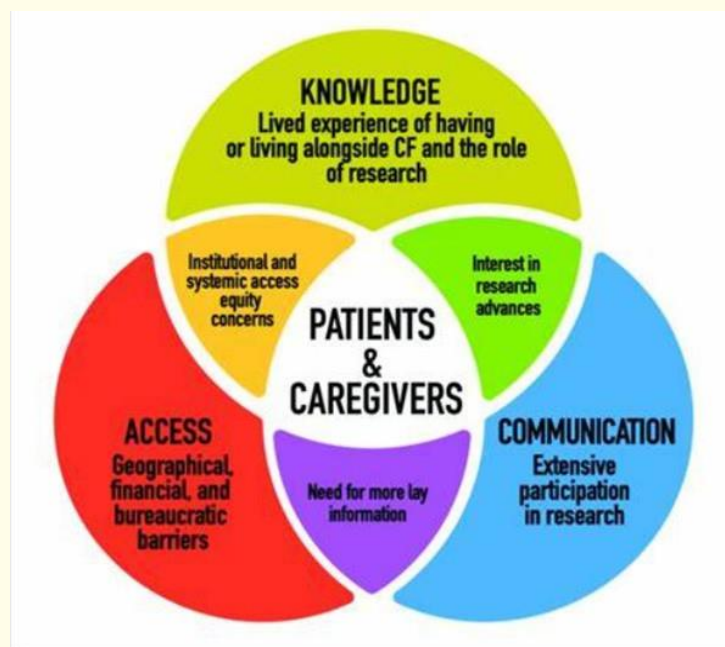 KNOWLEDGE
Lived experience of having
or living alongside CF and the role
of research
Institutional and
systemic access
equity
concerns
Interest in
research
advances
PATIENTS
&
CAREGIVERS
ACCESS
Geographical,
financial, and
bureaucratic
barriers
COMMUNICATION
Extensive
participation
in research
Need for more lay
information